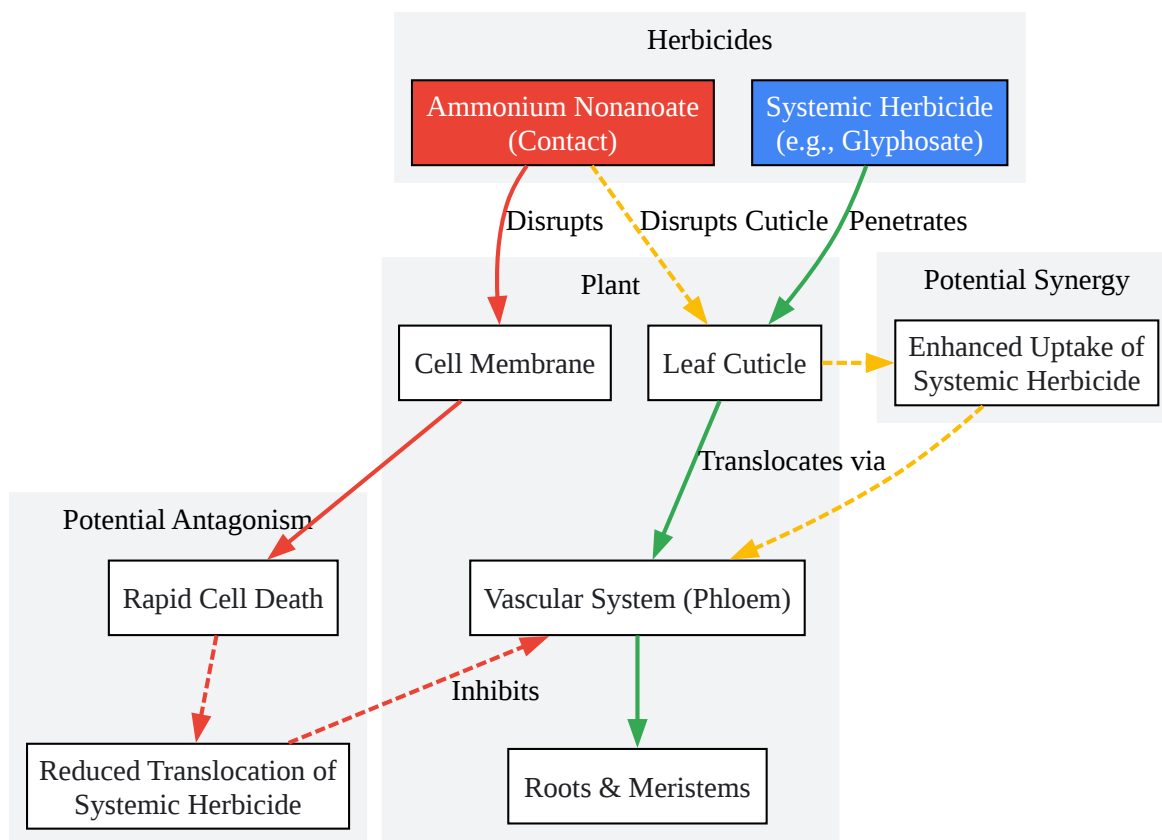 Herbicides
Ammonium Nonanoate
(Contact)
Systemic Herbicide
(e.g., Glyphosate)
Disrupts
Disrupts Cuticle
Penetrates
Plant
Potential Synergy
Cell Membrane
Leaf Cuticle
Enhanced Uptake of
Systemic Herbicide
Translocates via
Potential Antagonism
Rapid Cell Death
Vascular System (Phloem)
Inhibits
Reduced Translocation of
Systemic Herbicide
Roots & Meristems